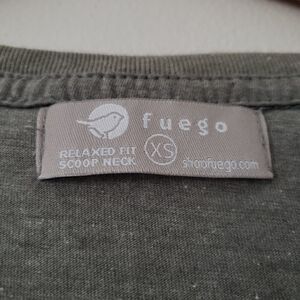 fuego
RELAXED FIT
SCOOP NECK
XS
shopfuego.com